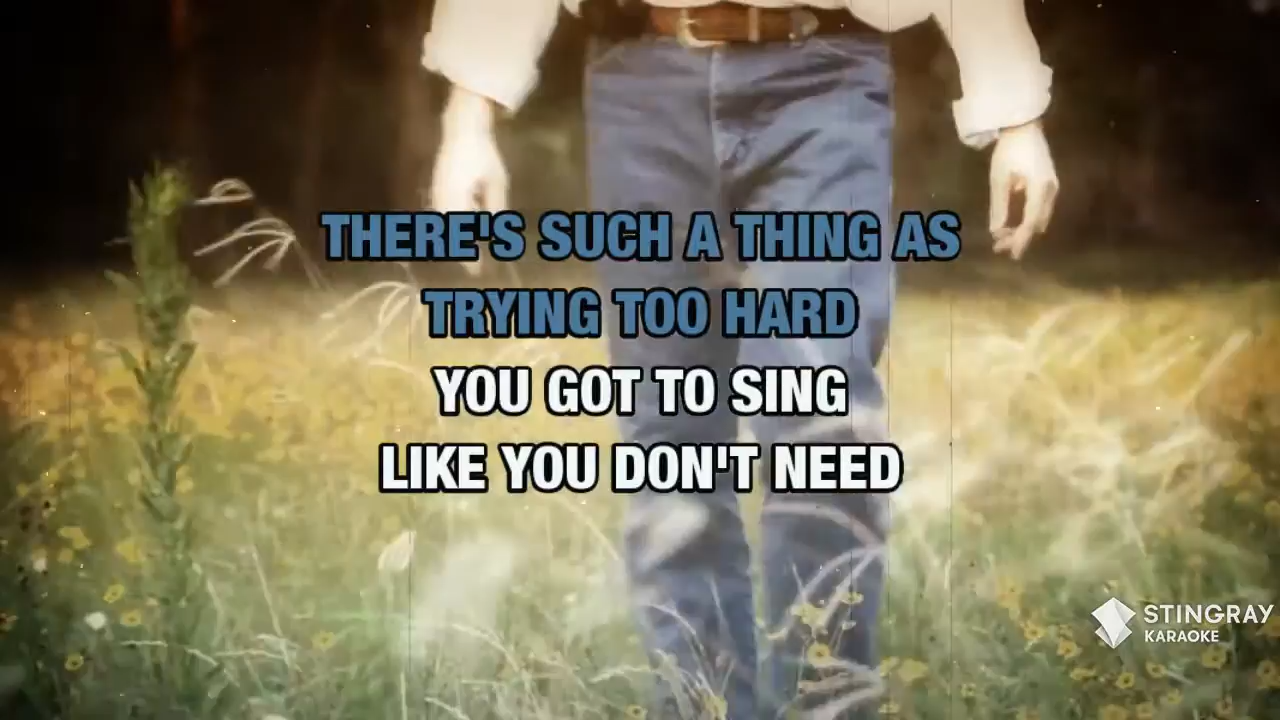 THERE'S SUCH A THING AS
TRYING TOO HARD
YOU GOT TO SING
LIKE YOU DON'T NEED
STINGRAY
KARAOKE